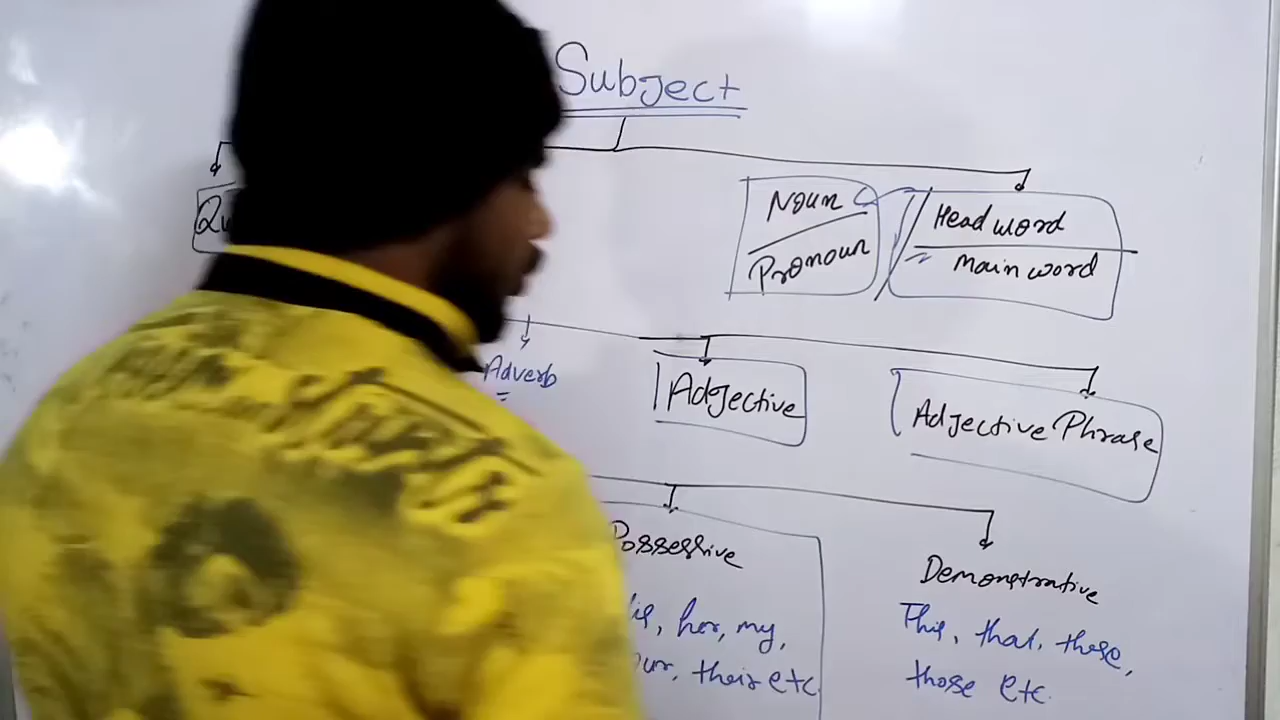 Subject
Noun
Pronoun
Head word
main word
Adverb
Adjective
Adjective Phrase
Possessive
her, my,
their etc
Demonstrative
This, that, these,
those etc.